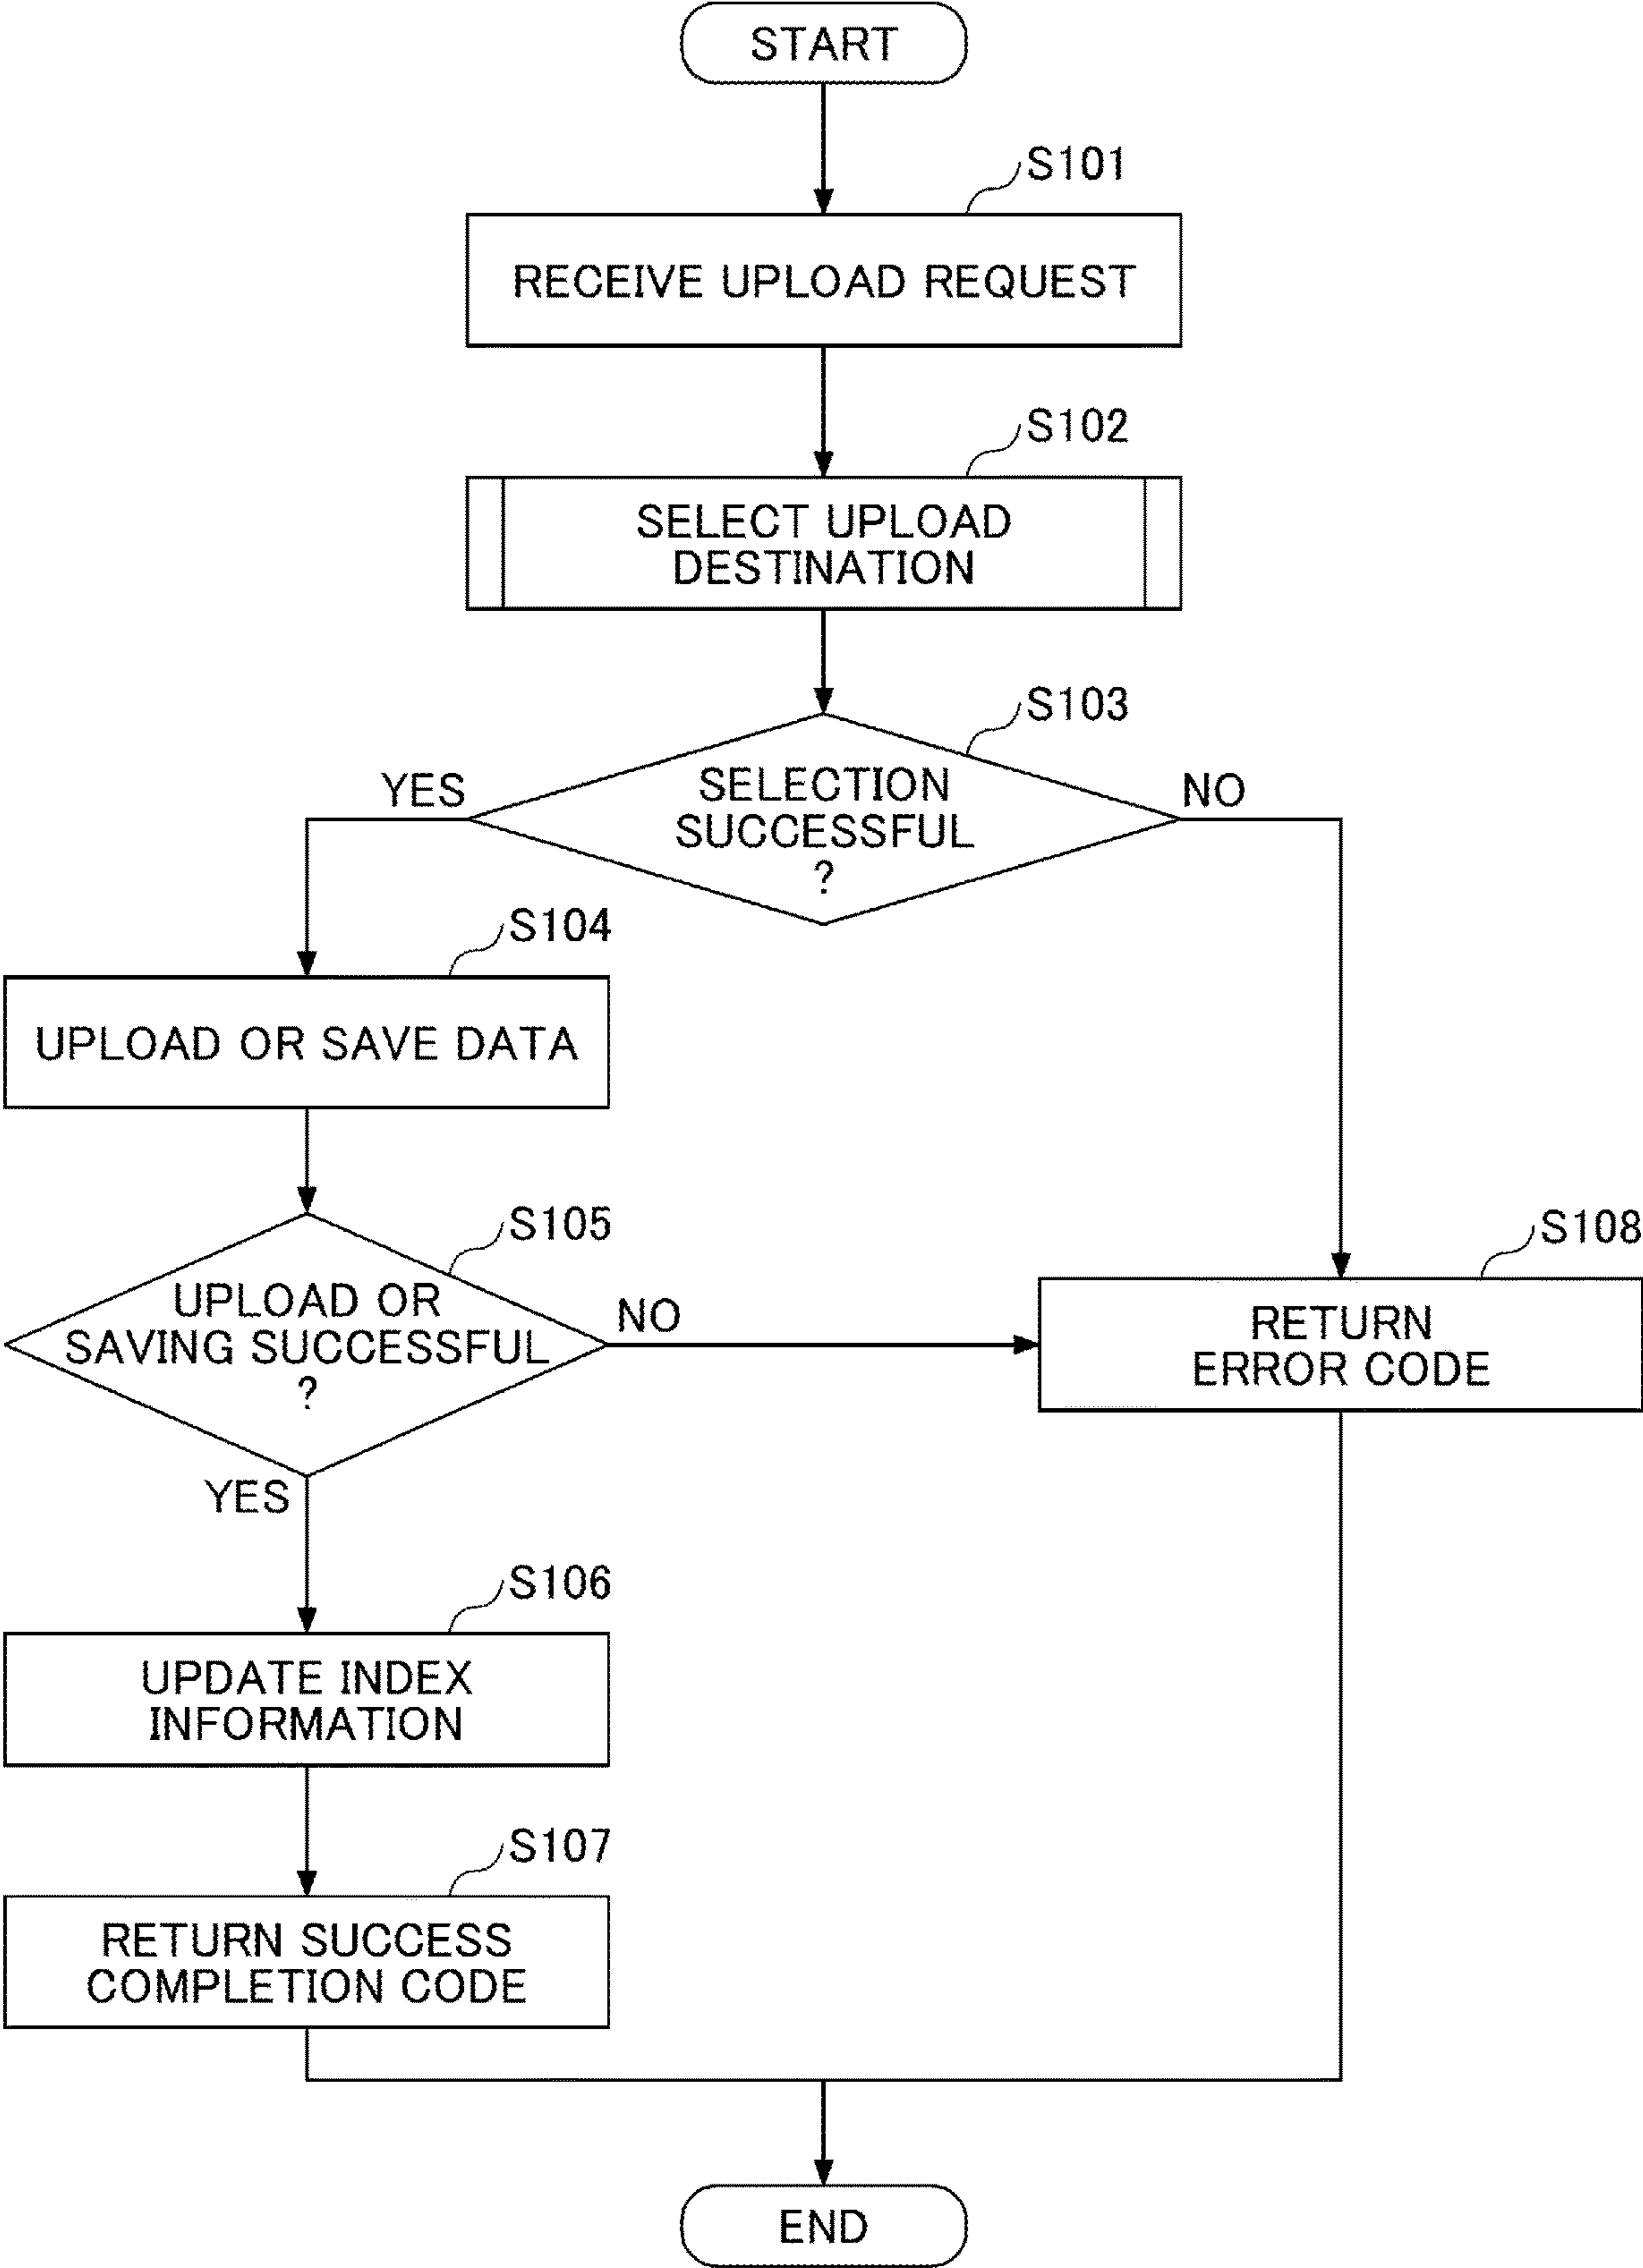 START
S101
RECEIVE UPLOAD REQUEST
S102
SELECT UPLOAD
DESTINATION
S103
SELECTION
SUCCESSFUL
?
YES
NO
S104
UPLOAD OR SAVE DATA
S105
UPLOAD OR
SAVING SUCCESSFUL
?
NO
YES
S108
RETURN
ERROR CODE
S106
UPDATE INDEX
INFORMATION
S107
RETURN SUCCESS
COMPLETION CODE
END